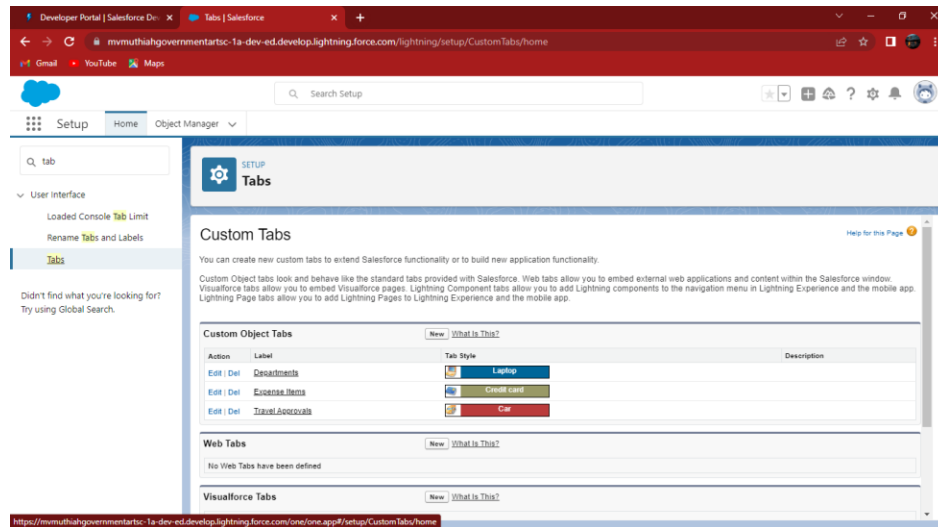 Developer Portal | Salesforce Dev
Tabs | Salesforce
mvmuthiahgovernmentartsc-1a-dev-ed.develop.lightning.force.com/lightning/setup/CustomTabs/home
Gmail YouTube Maps
Search Setup
Setup Home Object Manager
tab
User Interface
Loaded Console Tab Limit
Rename Tabs and Labels
Tabs
Didn't find what you're looking for?
Try using Global Search.
SETUP
Tabs
Custom Tabs
Help for this Page
You can create new custom tabs to extend Salesforce functionality or to build new application functionality.
Custom Object tabs look and behave like the standard tabs provided with Salesforce. Web tabs allow you to embed external web applications and content within the Salesforce window.
Visualforce tabs allow you to embed Visualforce pages. Lightning Component tabs allow you to add Lightning components to the navigation menu in Lightning Experience and the mobile app.
Lightning Page tabs allow you to add Lightning Pages to Lightning Experience and the mobile app.
Custom Object Tabs New What Is This?
Action Label Tab Style Description
Edit | Del Departments Laptop
Edit | Del Expense Items Credit card
Edit | Del Travel Approvals Car
Web Tabs New What Is This?
No Web Tabs have been defined
Visualforce Tabs New What Is This?
https://mvmuthiahgovernmentartsc-1a-dev-ed.develop.lightning.force.com/one/one.app#/setup/CustomTabs/home